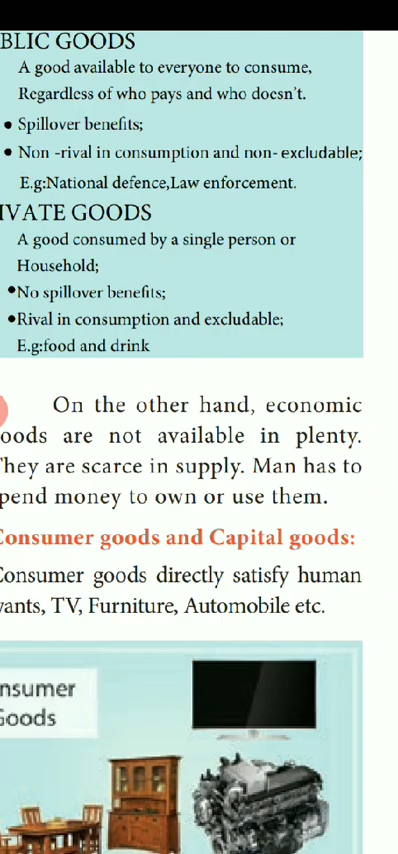 BLIC GOODS
A good available to everyone to consume,
Regardless of who pays and who doesn't.
• Spillover benefits;
• Non -rival in consumption and non- excludable;
E.g:National defence,Law enforcement.
IVATE GOODS
A good consumed by a single person or
Household;
•No spillover benefits;
•Rival in consumption and excludable;
E.g:food and drink
On the other hand, economic
oods are not available in plenty.
They are scarce in supply. Man has to
pend money to own or use them.
Consumer goods and Capital goods:
Consumer goods directly satisfy human
wants, TV, Furniture, Automobile etc.
nsumer
Goods